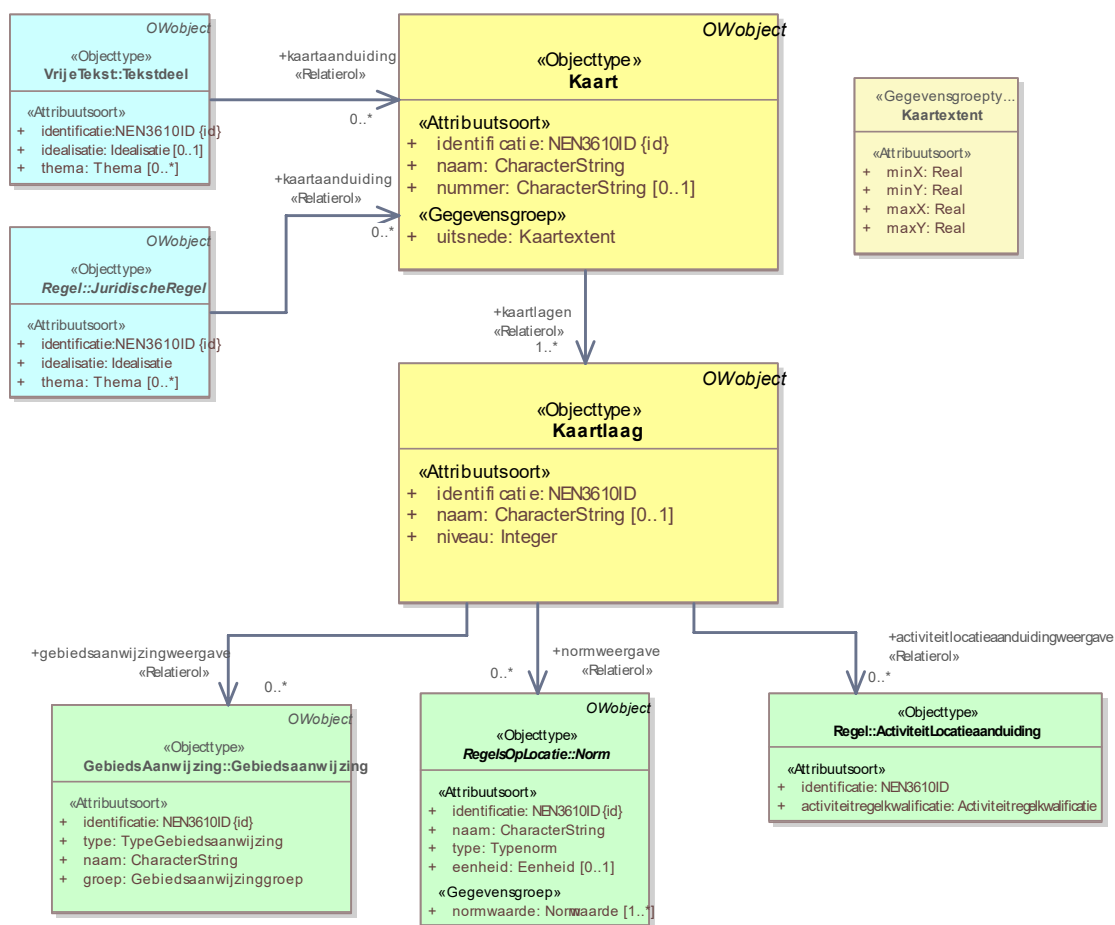 OWobject
«Objecttype»
VrijeTekst::Tekstdeel
«Attribuutsoort»
+ identificatie:NEN3610ID {id}
+ idealisatie: Idealisatie [0..1]
+ thema: Thema [0..*]
+kaartaanduiding
«Relatierol»
0..*
OWobject
«Objecttype»
Kaart
«Attribuutsoort»
+ identificatie: NEN3610ID {id}
+ naam: CharacterString
+ nummer: CharacterString [0..1]
«Gegevensgroep»
+ uitsnede: Kaartextent
«Gegevensgroepty...
Kaartextent
«Attribuutsoort»
+ minX: Real
+ minY: Real
+ maxX: Real
+ maxY: Real
+kaartaanduiding
«Relatierol»
0..*
OWobject
«Objecttype»
Regel::JuridischeRegel
«Attribuutsoort»
+ identificatie:NEN3610ID {id}
+ idealisatie: Idealisatie
+ thema: Thema [0..*]
+kaartlagen
«Relatierol»
1..*
OWobject
«Objecttype»
Kaartlaag
«Attribuutsoort»
+ identificatie: NEN3610ID
+ naam: CharacterString [0..1]
+ niveau: Integer
+gebiedsaanwijzingweergave
«Relatierol»
0..*
+normweergave
«Relatierol»
0..*
+activiteitlocatieaanduidingweergave
«Relatierol»
0..*
OWobject
«Objecttype»
GebiedsAanwijzing::Gebiedsaanwijzing
«Attribuutsoort»
+ identificatie: NEN3610ID {id}
+ type: TypeGebiedsaanwijzing
+ naam: CharacterString
+ groep: Gebiedsaanwijzinggroep
OWobject
«Objecttype»
RegelsOpLocatie::Norm
«Attribuutsoort»
+ identificatie: NEN3610ID {id}
+ naam: CharacterString
+ type: Typenorm
+ eenheid: Eenheid [0..1]
«Gegevensgroep»
+ normwaarde: Normwaarde [1..*]
«Objecttype»
Regel::ActiviteitLocatieaanduiding
«Attribuutsoort»
+ identificatie: NEN3610ID
+ activiteitregelkwalificatie: Activiteitregelkwalificatie